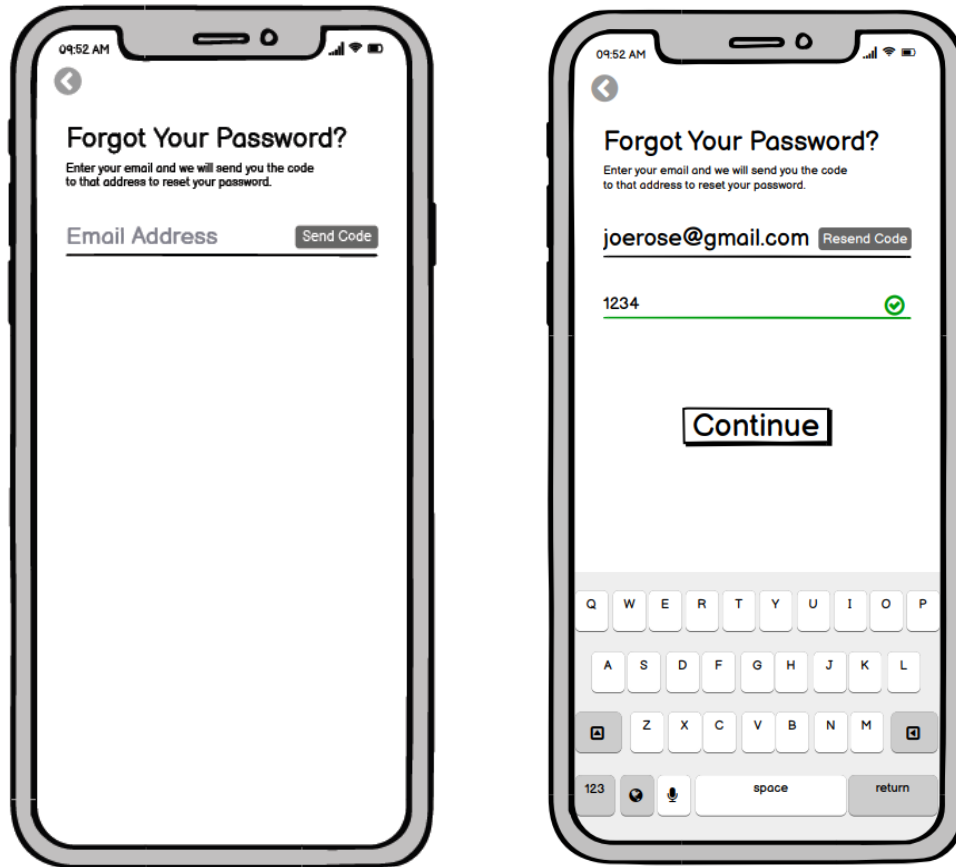 09:52 AM
Forgot Your Password?
Enter your email and we will send you the code
to that address to reset your password.
Email Address
Send Code
09:52 AM
Forgot Your Password?
Enter your email and we will send you the code
to that address to reset your password.
joerose@gmail.com
Resend Code
1234
Continue
Q W E R T Y U I O P
A S D F G H J K L
Z X C V B N M
123 space return